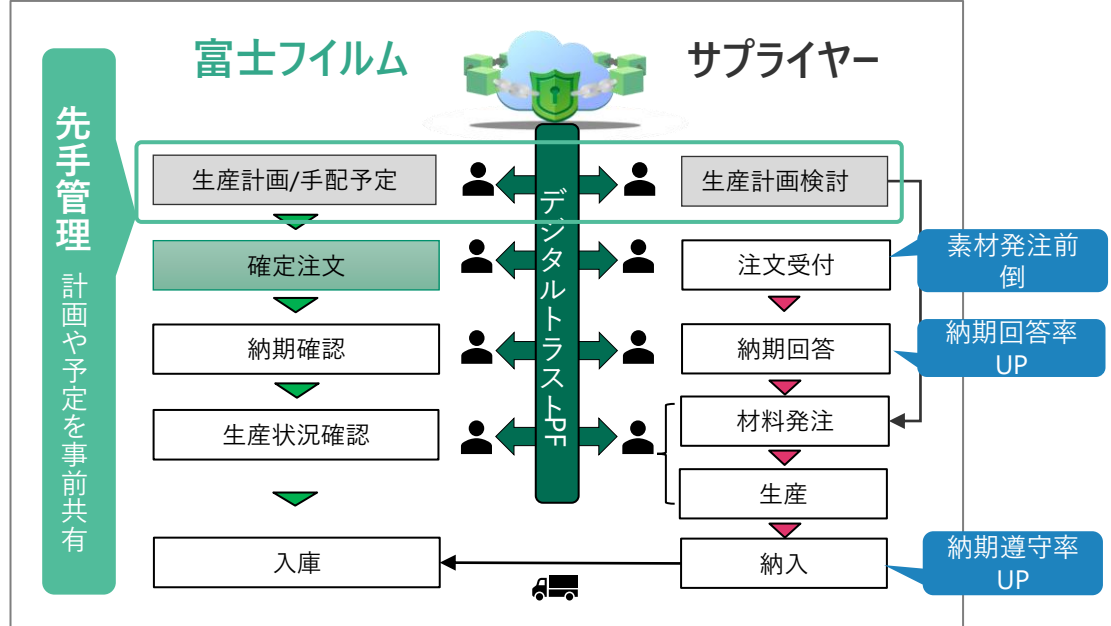 富士フイルム
サプライヤー
先手管理 計画や予定を事前共有
デジタルトラストPF
生産計画/手配予定
生産計画検討
確定注文
注文受付
素材発注前
倒
納期確認
納期回答
納期回答率
UP
生産状況確認
材料発注
生産
入庫
納入
納期遵守率
UP